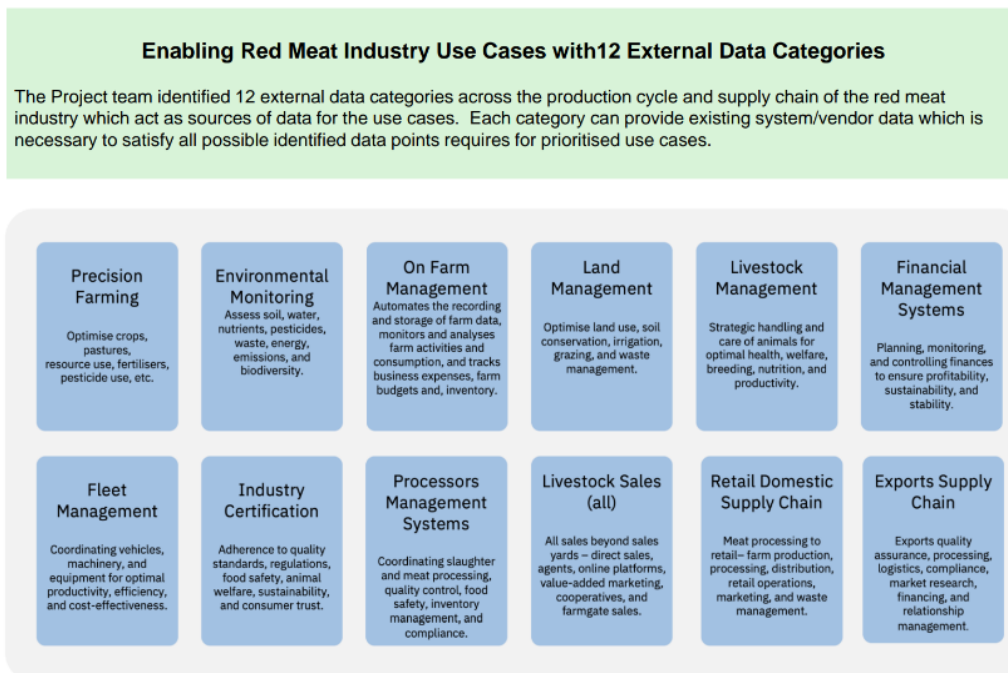 Enabling Red Meat Industry Use Cases with12 External Data Categories
The Project team identified 12 external data categories across the production cycle and supply chain of the red meat
industry which act as sources of data for the use cases.  Each category can provide existing system/vendor data which is
necessary to satisfy all possible identified data points requires for prioritised use cases.
Precision
Farming
Optimise crops,
pastures,
resource use, fertilisers,
pesticide use, etc.
Environmental
Monitoring
Assess soil, water,
nutrients, pesticides,
waste, energy,
emissions, and
biodiversity.
On Farm
Management
Automates the recording
and storage of farm data,
monitors and analyses
farm activities and
consumption, and tracks
business expenses, farm
budgets and, inventory.
Land
Management
Optimise land use, soil
conservation, irrigation,
grazing, and waste
management.
Livestock
Management
Strategic handling and
care of animals for
optimal health, welfare,
breeding, nutrition, and
productivity.
Financial
Management
Systems
Planning, monitoring,
and controlling finances
to ensure profitability,
sustainability, and
stability.
Fleet
Management
Coordinating vehicles,
machinery, and
equipment for optimal
productivity, efficiency,
and cost-effectiveness.
Industry
Certification
Adherence to quality
standards, regulations,
food safety, animal
welfare, sustainability,
and consumer trust.
Processors
Management
Systems
Coordinating slaughter
and meat processing,
quality control, food
safety, inventory
management, and
compliance.
Livestock Sales
(all)
All sales beyond sales
yards – direct sales,
agents, online platforms,
value-added marketing,
cooperatives, and
farmgate sales.
Retail Domestic
Supply Chain
Meat processing to
retail– farm production,
processing, distribution,
retail operations,
marketing, and waste
management.
Exports Supply
Chain
Exports quality
assurance, processing,
logistics, compliance,
market research,
financing, and
relationship
management.